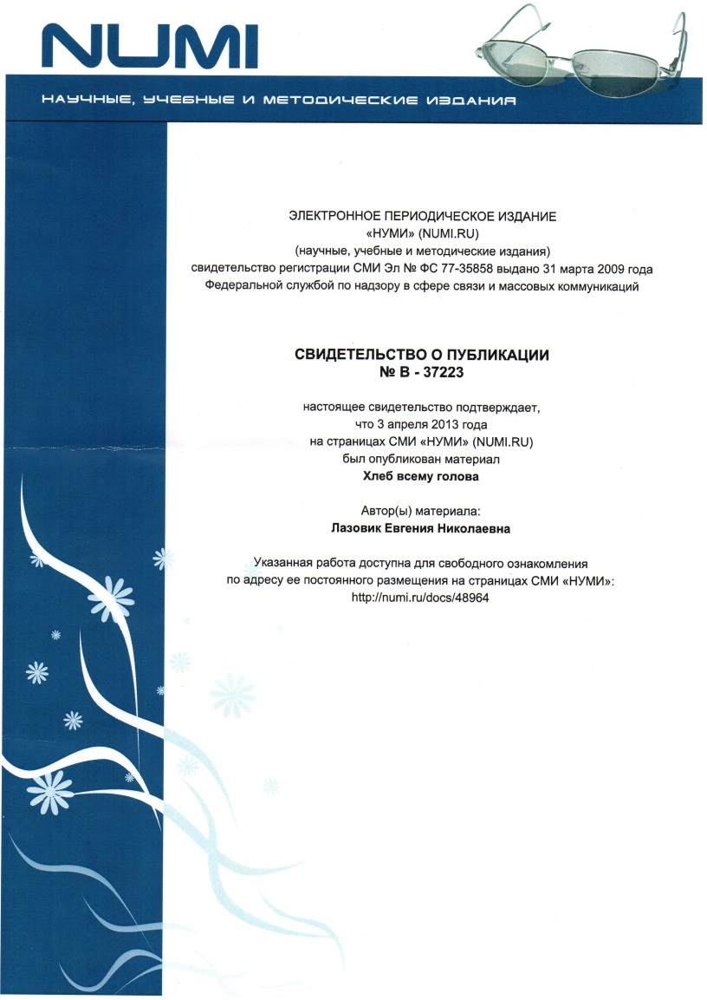 NUMI
НАУЧНЫЕ, УЧЕБНЫЕ И МЕТОДИЧЕСКИЕ ИЗДАНИЯ
ЭЛЕКТРОННОЕ ПЕРИОДИЧЕСКОЕ ИЗДАНИЕ
«НУМИ» (NUMI.RU)
(научные, учебные и методические издания)
свидетельство регистрации СМИ Эл № ФС 77-35858 выдано 31 марта 2009 года
Федеральной службой по надзору в сфере связи и массовых коммуникаций
СВИДЕТЕЛЬСТВО О ПУБЛИКАЦИИ
№ В - 37223
настоящее свидетельство подтверждает,
что 3 апреля 2013 года
на страницах СМИ «НУМИ» (NUMI.RU)
был опубликован материал
Хлеб всему голова
Автор(ы) материала:
Лазовик Евгения Николаевна
Указанная работа доступна для свободного ознакомления
по адресу ее постоянного размещения на страницах СМИ «НУМИ»:
http://numi.ru/docs/48964